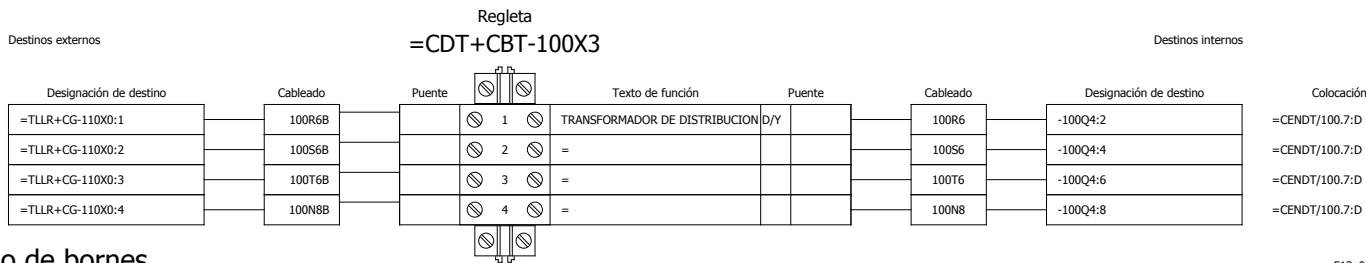 Regleta
Destinos externos
=CDT+CBT-100X3
Destinos internos
Designación de destino Cableado Puente Texto de función Puente Cableado Designación de destino Colocación
=TLLR+CG-110X0:1 100R6B 1 TRANSFORMADOR DE DISTRIBUCION D/Y 100R6 -100Q4:2 =CENDT/100.7:D
=TLLR+CG-110X0:2 100S6B 2 = 100S6 -100Q4:4 =CENDT/100.7:D
=TLLR+CG-110X0:3 100T6B 3 = 100T6 -100Q4:6 =CENDT/100.7:D
=TLLR+CG-110X0:4 100N8B 4 = 100N8 -100Q4:8 =CENDT/100.7:D
o de bornes